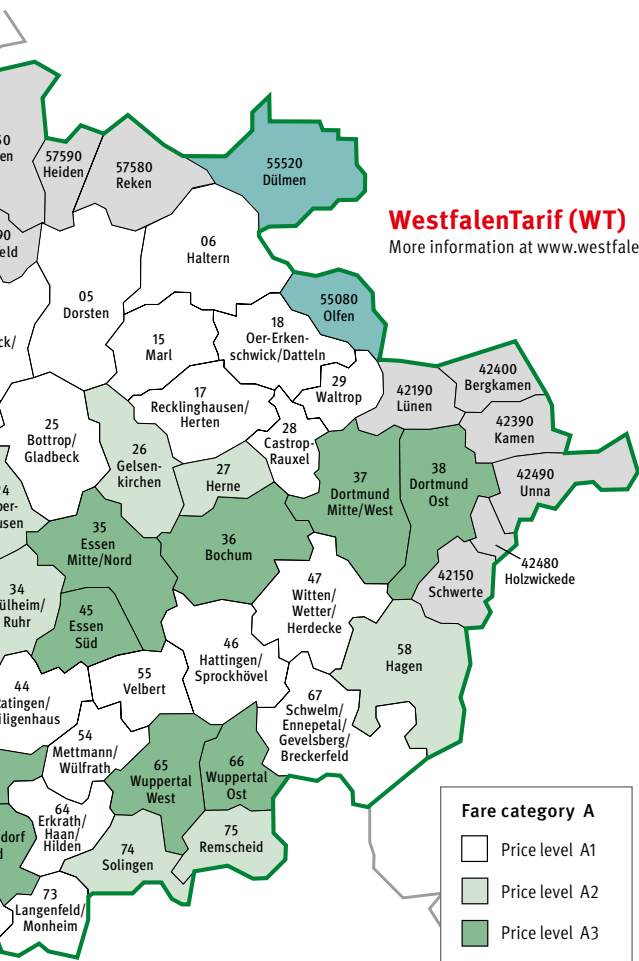 57590
Heiden
57580
Reken
55520
Dülmen
WestfalenTarif (WT)
More information at www.westfale
06
Haltern
05
Dorsten
55080
Olfen
15
Marl
18
Oer-Erken-
schwick/Datteln
29
Waltrop
42190
Lünen
42400
Bergkamen
42390
Kamen
42490
Unna
17
Recklinghausen/
Herten
25
Bottrop/
Gladbeck
26
Gelsen-
kirchen
28
Castrop-
Rauxel
27
Herne
37
Dortmund
Mitte/West
38
Dortmund
Ost
35
Essen
Mitte/Nord
36
Bochum
42480
Holzwickede
42150
Schwerte
34
ülheim/
Ruhr
45
Essen
Süd
47
Witten/
Wetter/
Herdecke
46
Hattingen/
Sprockhövel
58
Hagen
44
atingen/
iligenhaus
55
Velbert
67
Schwelm/
Ennepetal/
Gevelsberg/
Breckerfeld
54
Mettmann/
Wülfrath
65
Wuppertal
West
66
Wuppertal
Ost
64
Erkrath/
Haan/
Hilden
74
Solingen
75
Remscheid
dorf
73
Langenfeld/
Monheim
Fare category A
Price level A1
Price level A2
Price level A3